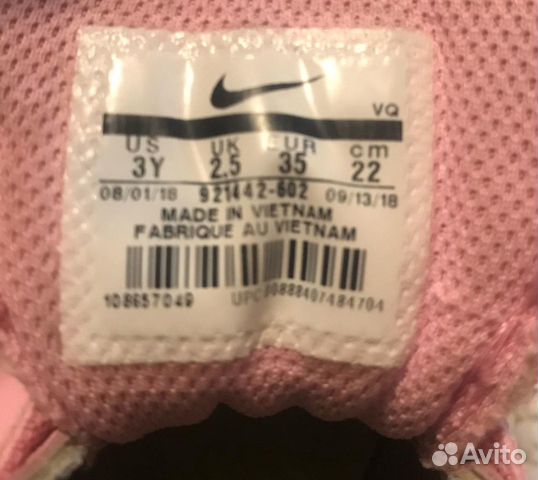 VQ
US UK EUR cm
3Y 2.5 35 22
08/01/18 921442-602 09/13/18
MADE IN VIETNAM
FABRIQUE AU VIETNAM
108657049 UPC 00888407484704
Avito